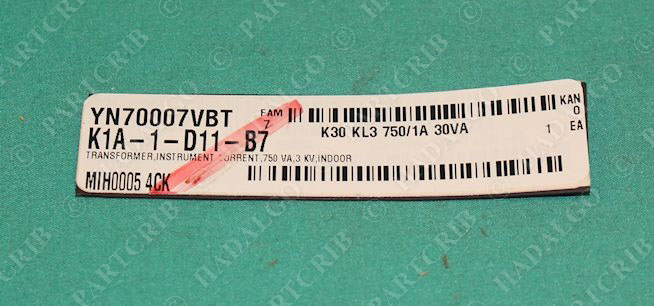 YN70007VBT FAM Z KAN O
K1A-1-D11-B7 K30 KL3 750/1A 30VA 1 EA
TRANSFORMER,INSTRUMENT CURRENT,750 VA,3 KV,INDOOR
MIH0005 4CK
PARTCRIB
HADALGO